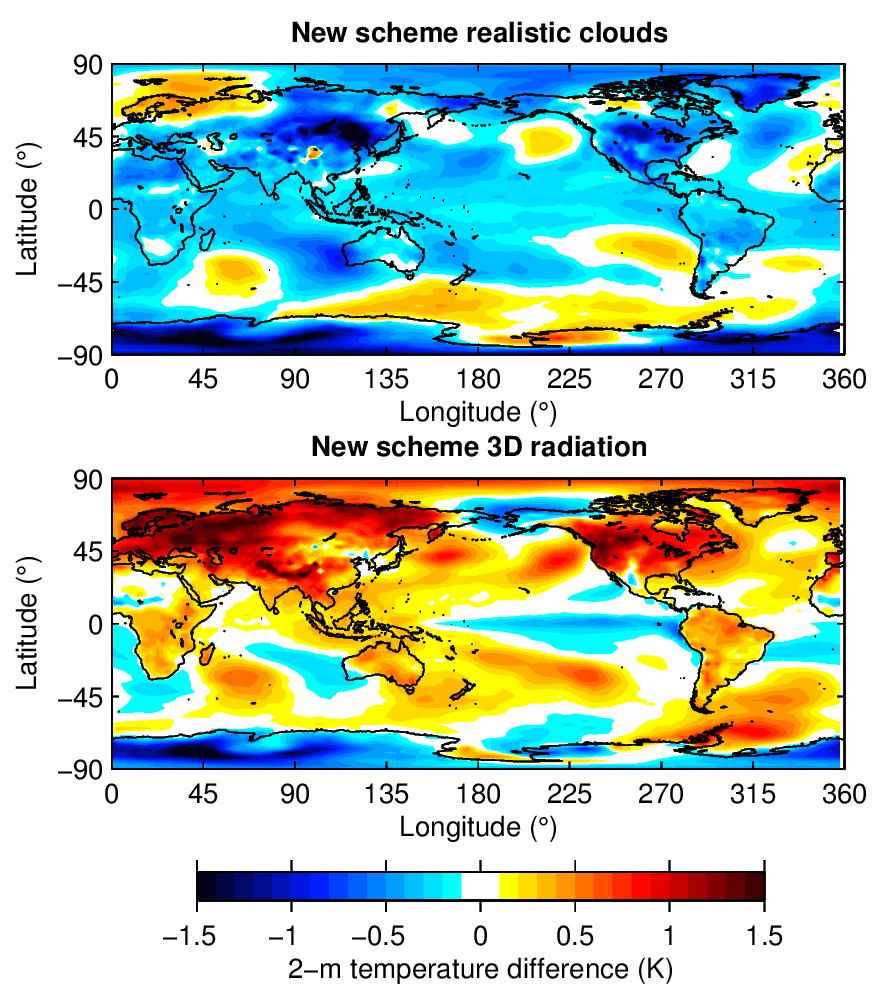 New scheme realistic clouds
90
45
0
−45
−90
Latitude (°)
0 45 90 135 180 225 270 315 360
Longitude (°)
New scheme 3D radiation
90
45
0
−45
−90
Latitude (°)
0 45 90 135 180 225 270 315 360
Longitude (°)
−1.5 −1 −0.5 0 0.5 1 1.5
2−m temperature difference (K)